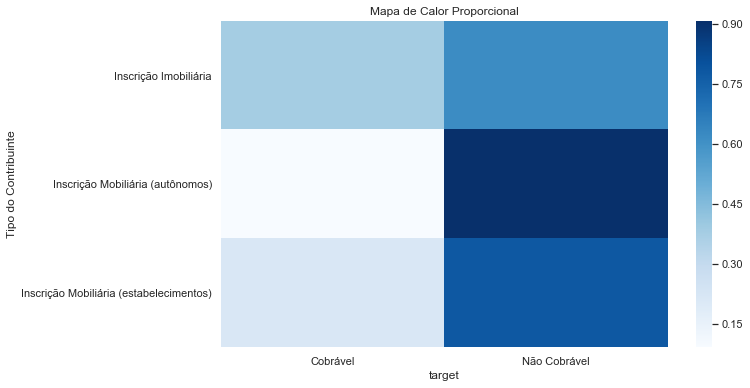 Mapa de Calor Proporcional
Tipo do Contribuinte
Inscrição Imobiliária
Inscrição Mobiliária (autônomos)
Inscrição Mobiliária (estabelecimentos)
Cobrável
Não Cobrável
target
0.90
0.75
0.60
0.45
0.30
0.15